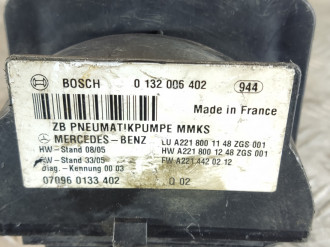 BOSCH 0 132 006 402 944
Made in France
ZB PNEUMATIKPUMPE MMKS
MERCEDES-BENZ LU A221 800 11 48 ZGS 001
HW-Stand 08/05 HW A221 800 12 48 ZGS 001
SW-Stand 33/05 FW A221 442 02 12
Diag.-Kennung 00 03
07096 0133 402 0 02